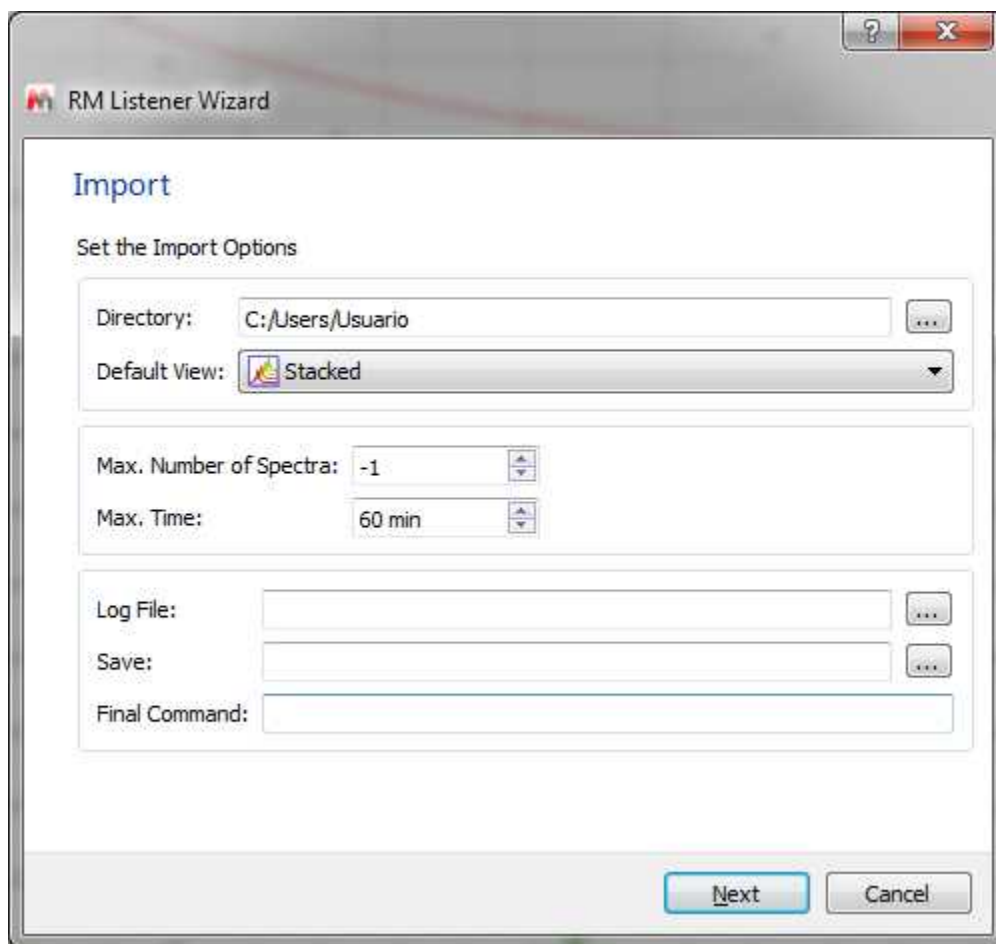 RM Listener Wizard
Import
Set the Import Options
Directory: C:/Users/Usuario ...
Default View: Stacked
Max. Number of Spectra: -1
Max. Time: 60 min
Log File: ...
Save: ...
Final Command:
Next Cancel